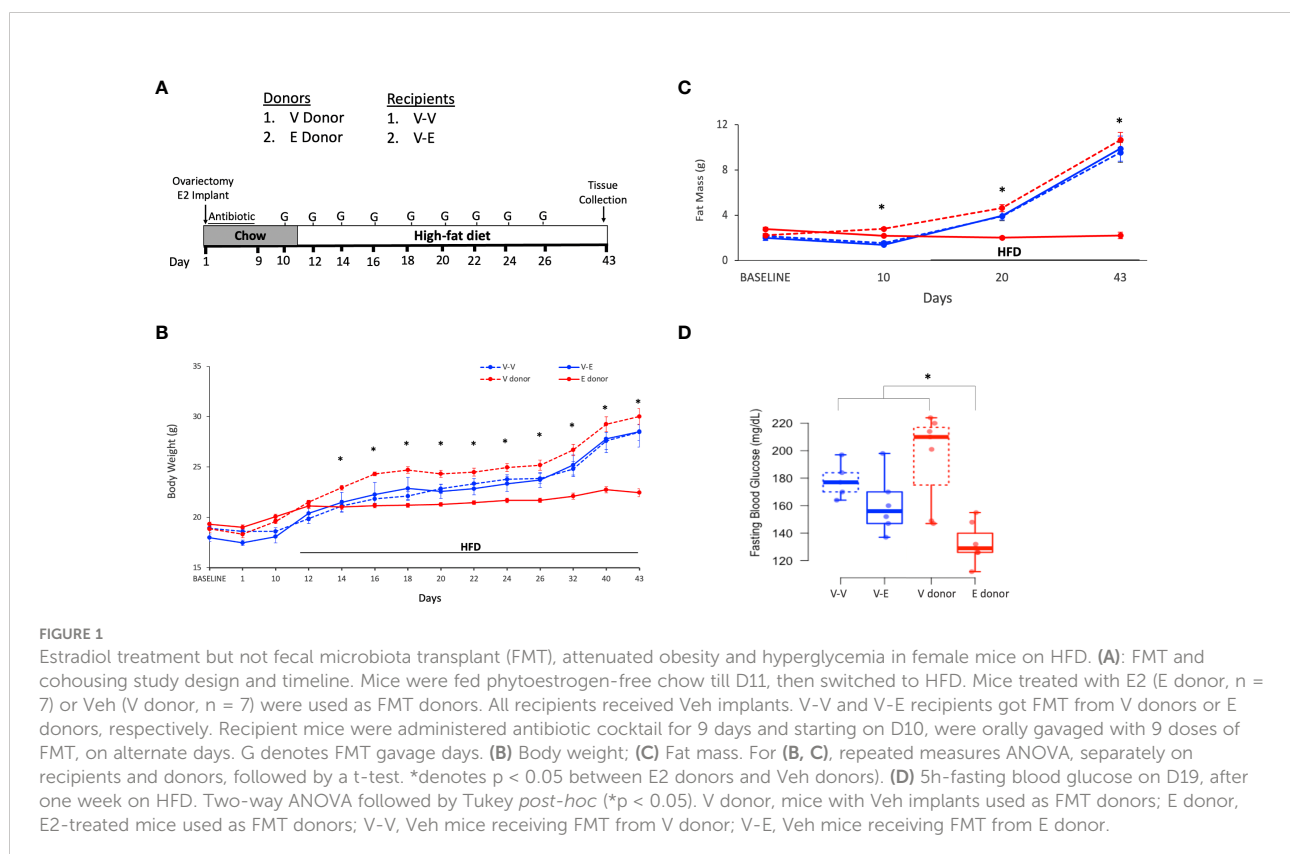 A
Donors Recipients
1. V Donor 1. V-V
2. E Donor 2. V-E
Ovariectomy
E2 Implant
Tissue
Collection
Antibiotic G G G G G G G G G
Chow High-fat diet
Day 1 9 10 12 14 16 18 20 22 24 26 43
B
35
30
25
20
15
Body Weight (g)
V-V V-E
V donor E donor
* * * * * * * * * *
HFD
BASELINE 1 10 12 14 16 18 20 22 24 26 32 40 43
Days
C
12
8
4
0
Fat Mass (g)
* * *
HFD
BASELINE 10 20 43
Days
D
*
220
200
180
160
140
120
Fasting Blood Glucose (mg/dL)
V-V V-E V donor E donor
FIGURE 1
Estradiol treatment but not fecal microbiota transplant (FMT), attenuated obesity and hyperglycemia in female mice on HFD. (A): FMT and
cohousing study design and timeline. Mice were fed phytoestrogen-free chow till D11, then switched to HFD. Mice treated with E2 (E donor, n =
7) or Veh (V donor, n = 7) were used as FMT donors. All recipients received Veh implants. V-V and V-E recipients got FMT from V donors or E
donors, respectively. Recipient mice were administered antibiotic cocktail for 9 days and starting on D10, were orally gavaged with 9 doses of
FMT, on alternate days. G denotes FMT gavage days. (B) Body weight; (C) Fat mass. For (B, C), repeated measures ANOVA, separately on
recipients and donors, followed by a t-test. *denotes p < 0.05 between E2 donors and Veh donors). (D) 5h-fasting blood glucose on D19, after
one week on HFD. Two-way ANOVA followed by Tukey post-hoc (*p < 0.05). V donor, mice with Veh implants used as FMT donors; E donor,
E2-treated mice used as FMT donors; V-V, Veh mice receiving FMT from V donor; V-E, Veh mice receiving FMT from E donor.